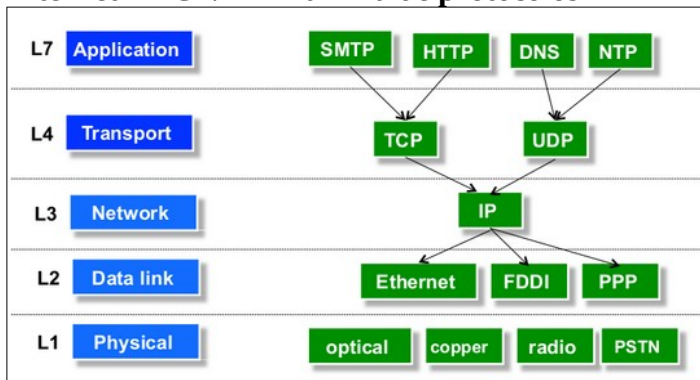 L7 Application SMTP HTTP DNS NTP
L4 Transport TCP UDP
L3 Network IP
L2 Data link Ethernet FDDI PPP
L1 Physical optical copper radio PSTN